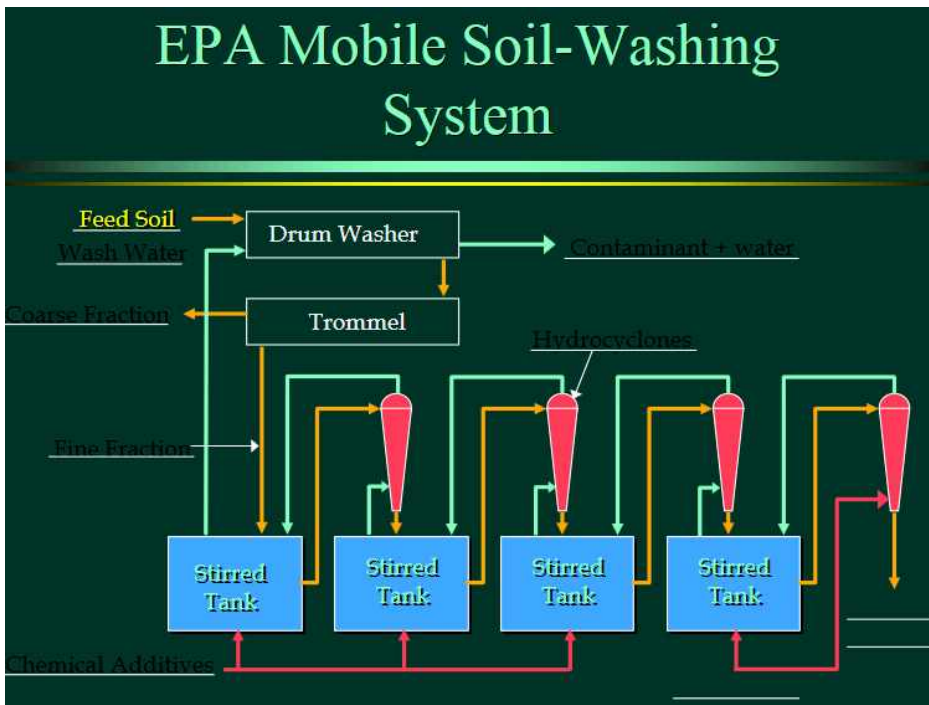 EPA Mobile Soil-Washing
System
Feed Soil
Drum Washer
Wash Water
Contaminant + water
Coarse Fraction
Trommel
Hydrocyclones
Fine Fraction
Stirred
Tank
Stirred
Tank
Stirred
Tank
Stirred
Tank
Chemical Additives